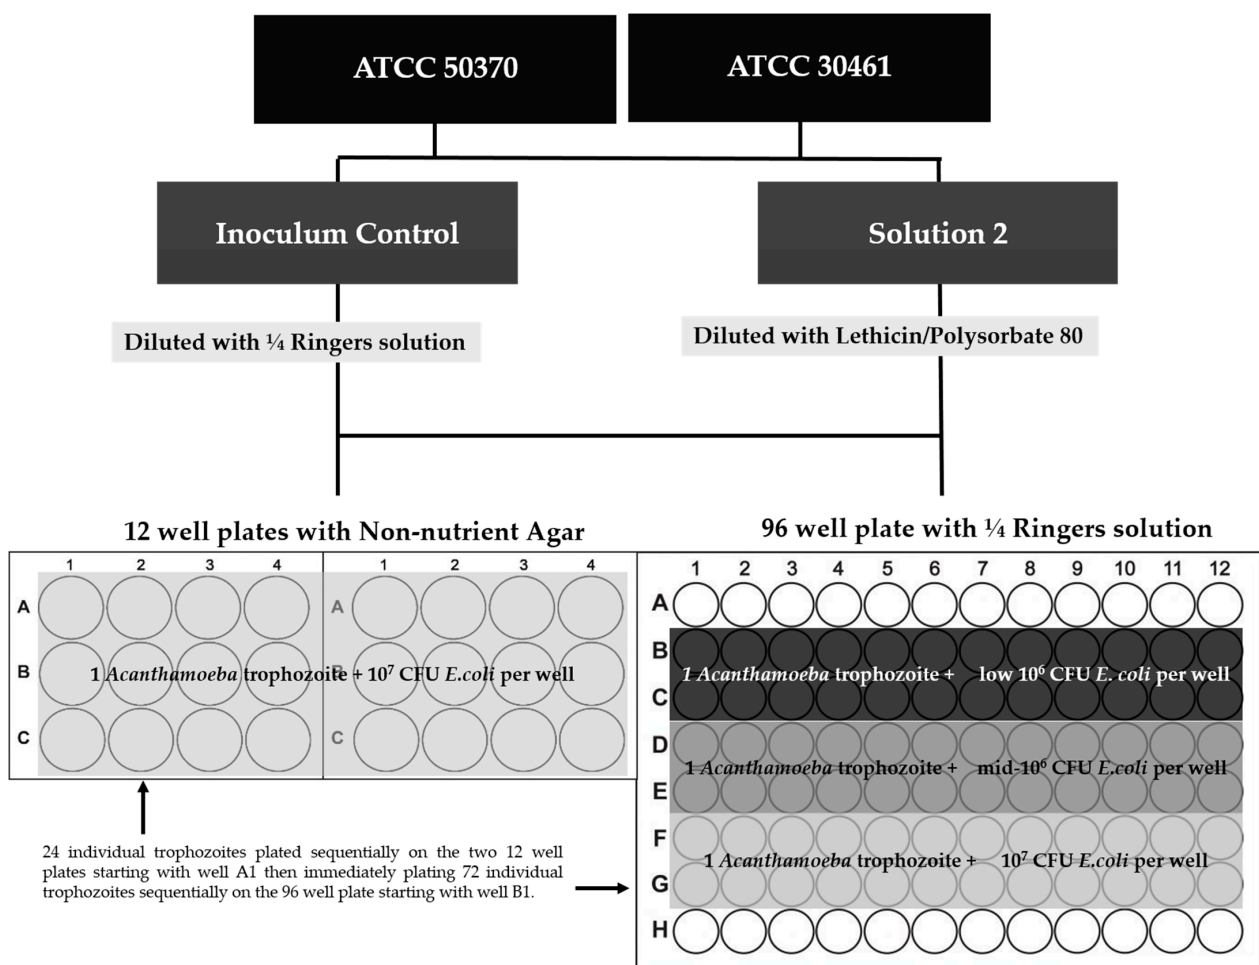 ATCC 50370
ATCC 30461
Inoculum Control
Solution 2
Diluted with ¼ Ringers solution
Diluted with Lethicin/Polysorbate 80
12 well plates with Non-nutrient Agar
1 2 3 4 1 2 3 4
A A
B B
1 Acanthamoeba trophozoite + 10⁷ CFU E.coli per well
C C
24 individual trophozoites plated sequentially on the two 12 well
plates starting with well A1 then immediately plating 72 individual
trophozoites sequentially on the 96 well plate starting with well B1.
96 well plate with ¼ Ringers solution
1 2 3 4 5 6 7 8 9 10 11 12
A
B
1 Acanthamoeba trophozoite + low 10⁶ CFU E. coli per well
C
D
1 Acanthamoeba trophozoite + mid-10⁶ CFU E.coli per well
E
F
1 Acanthamoeba trophozoite + 10⁷ CFU E.coli per well
G
H